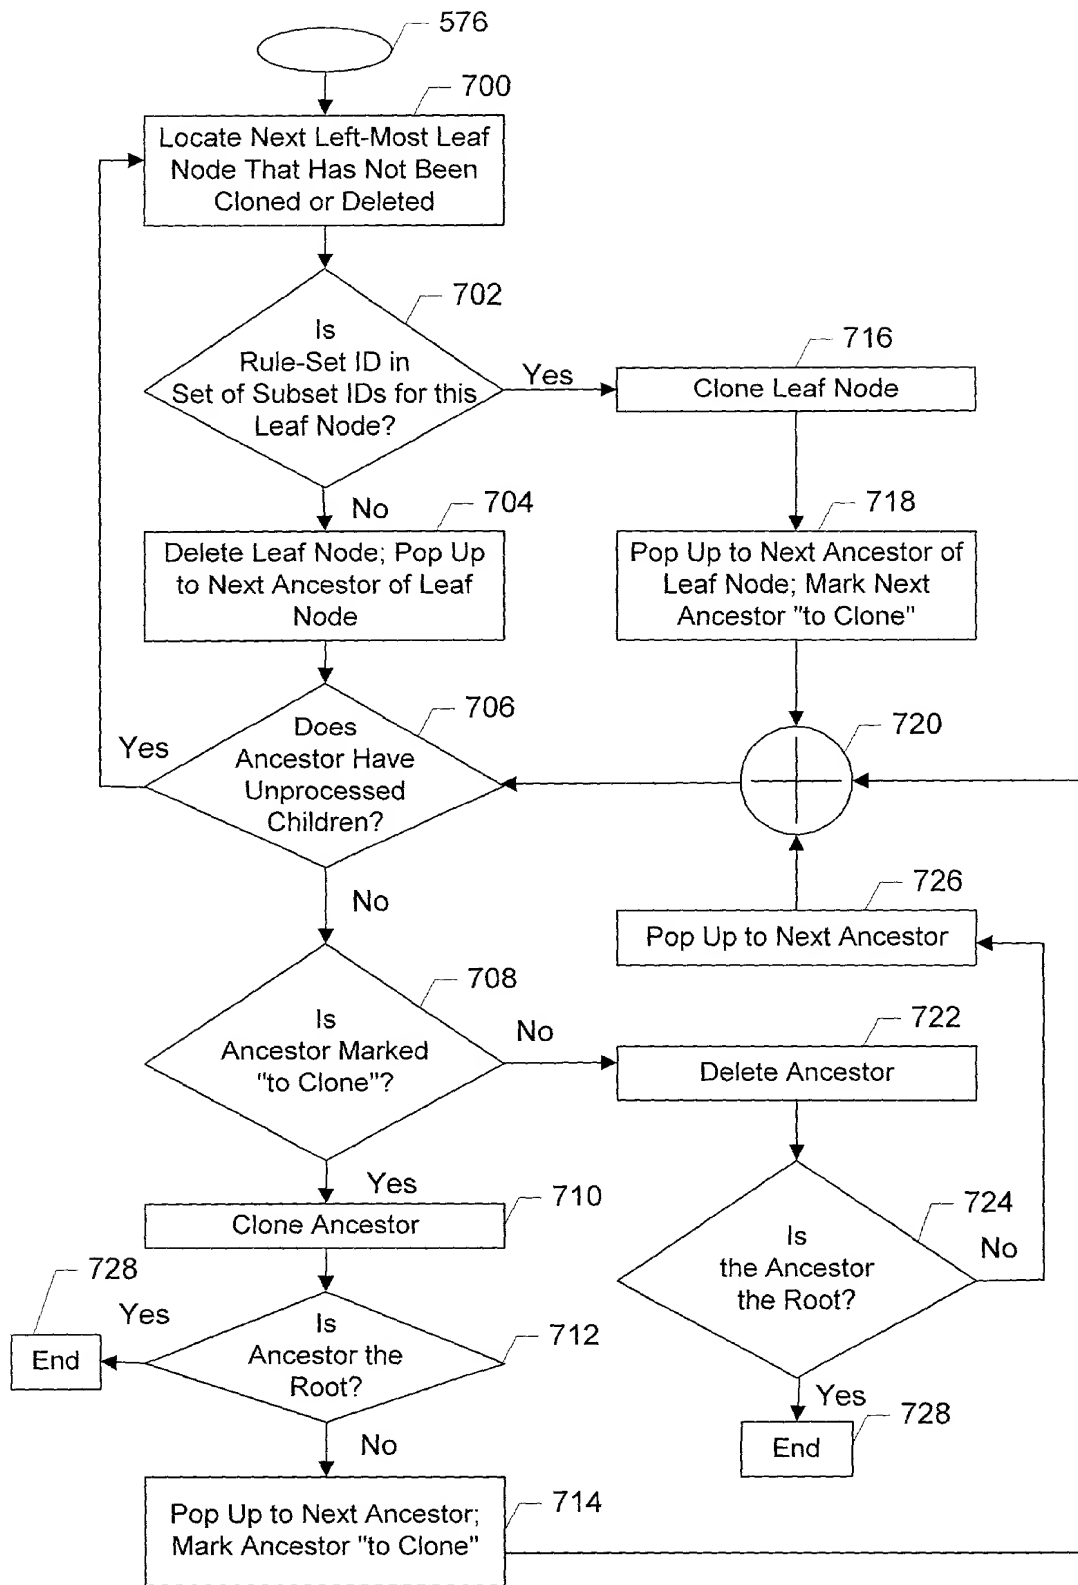 576
700
Locate Next Left-Most Leaf
Node That Has Not Been
Cloned or Deleted
702
Is
Rule-Set ID in
Set of Subset IDs for this
Leaf Node?
Yes
716
Clone Leaf Node
No
704
Delete Leaf Node; Pop Up
to Next Ancestor of Leaf
Node
718
Pop Up to Next Ancestor of
Leaf Node; Mark Next
Ancestor "to Clone"
706
Does
Ancestor Have
Unprocessed
Children?
Yes
720
No
726
Pop Up to Next Ancestor
708
Is
Ancestor Marked
"to Clone"?
No
722
Delete Ancestor
Yes
710
Clone Ancestor
724
Is
the Ancestor
the Root?
No
728
Yes
End
Is
Ancestor the
Root?
712
Yes
728
End
No
714
Pop Up to Next Ancestor;
Mark Ancestor "to Clone"